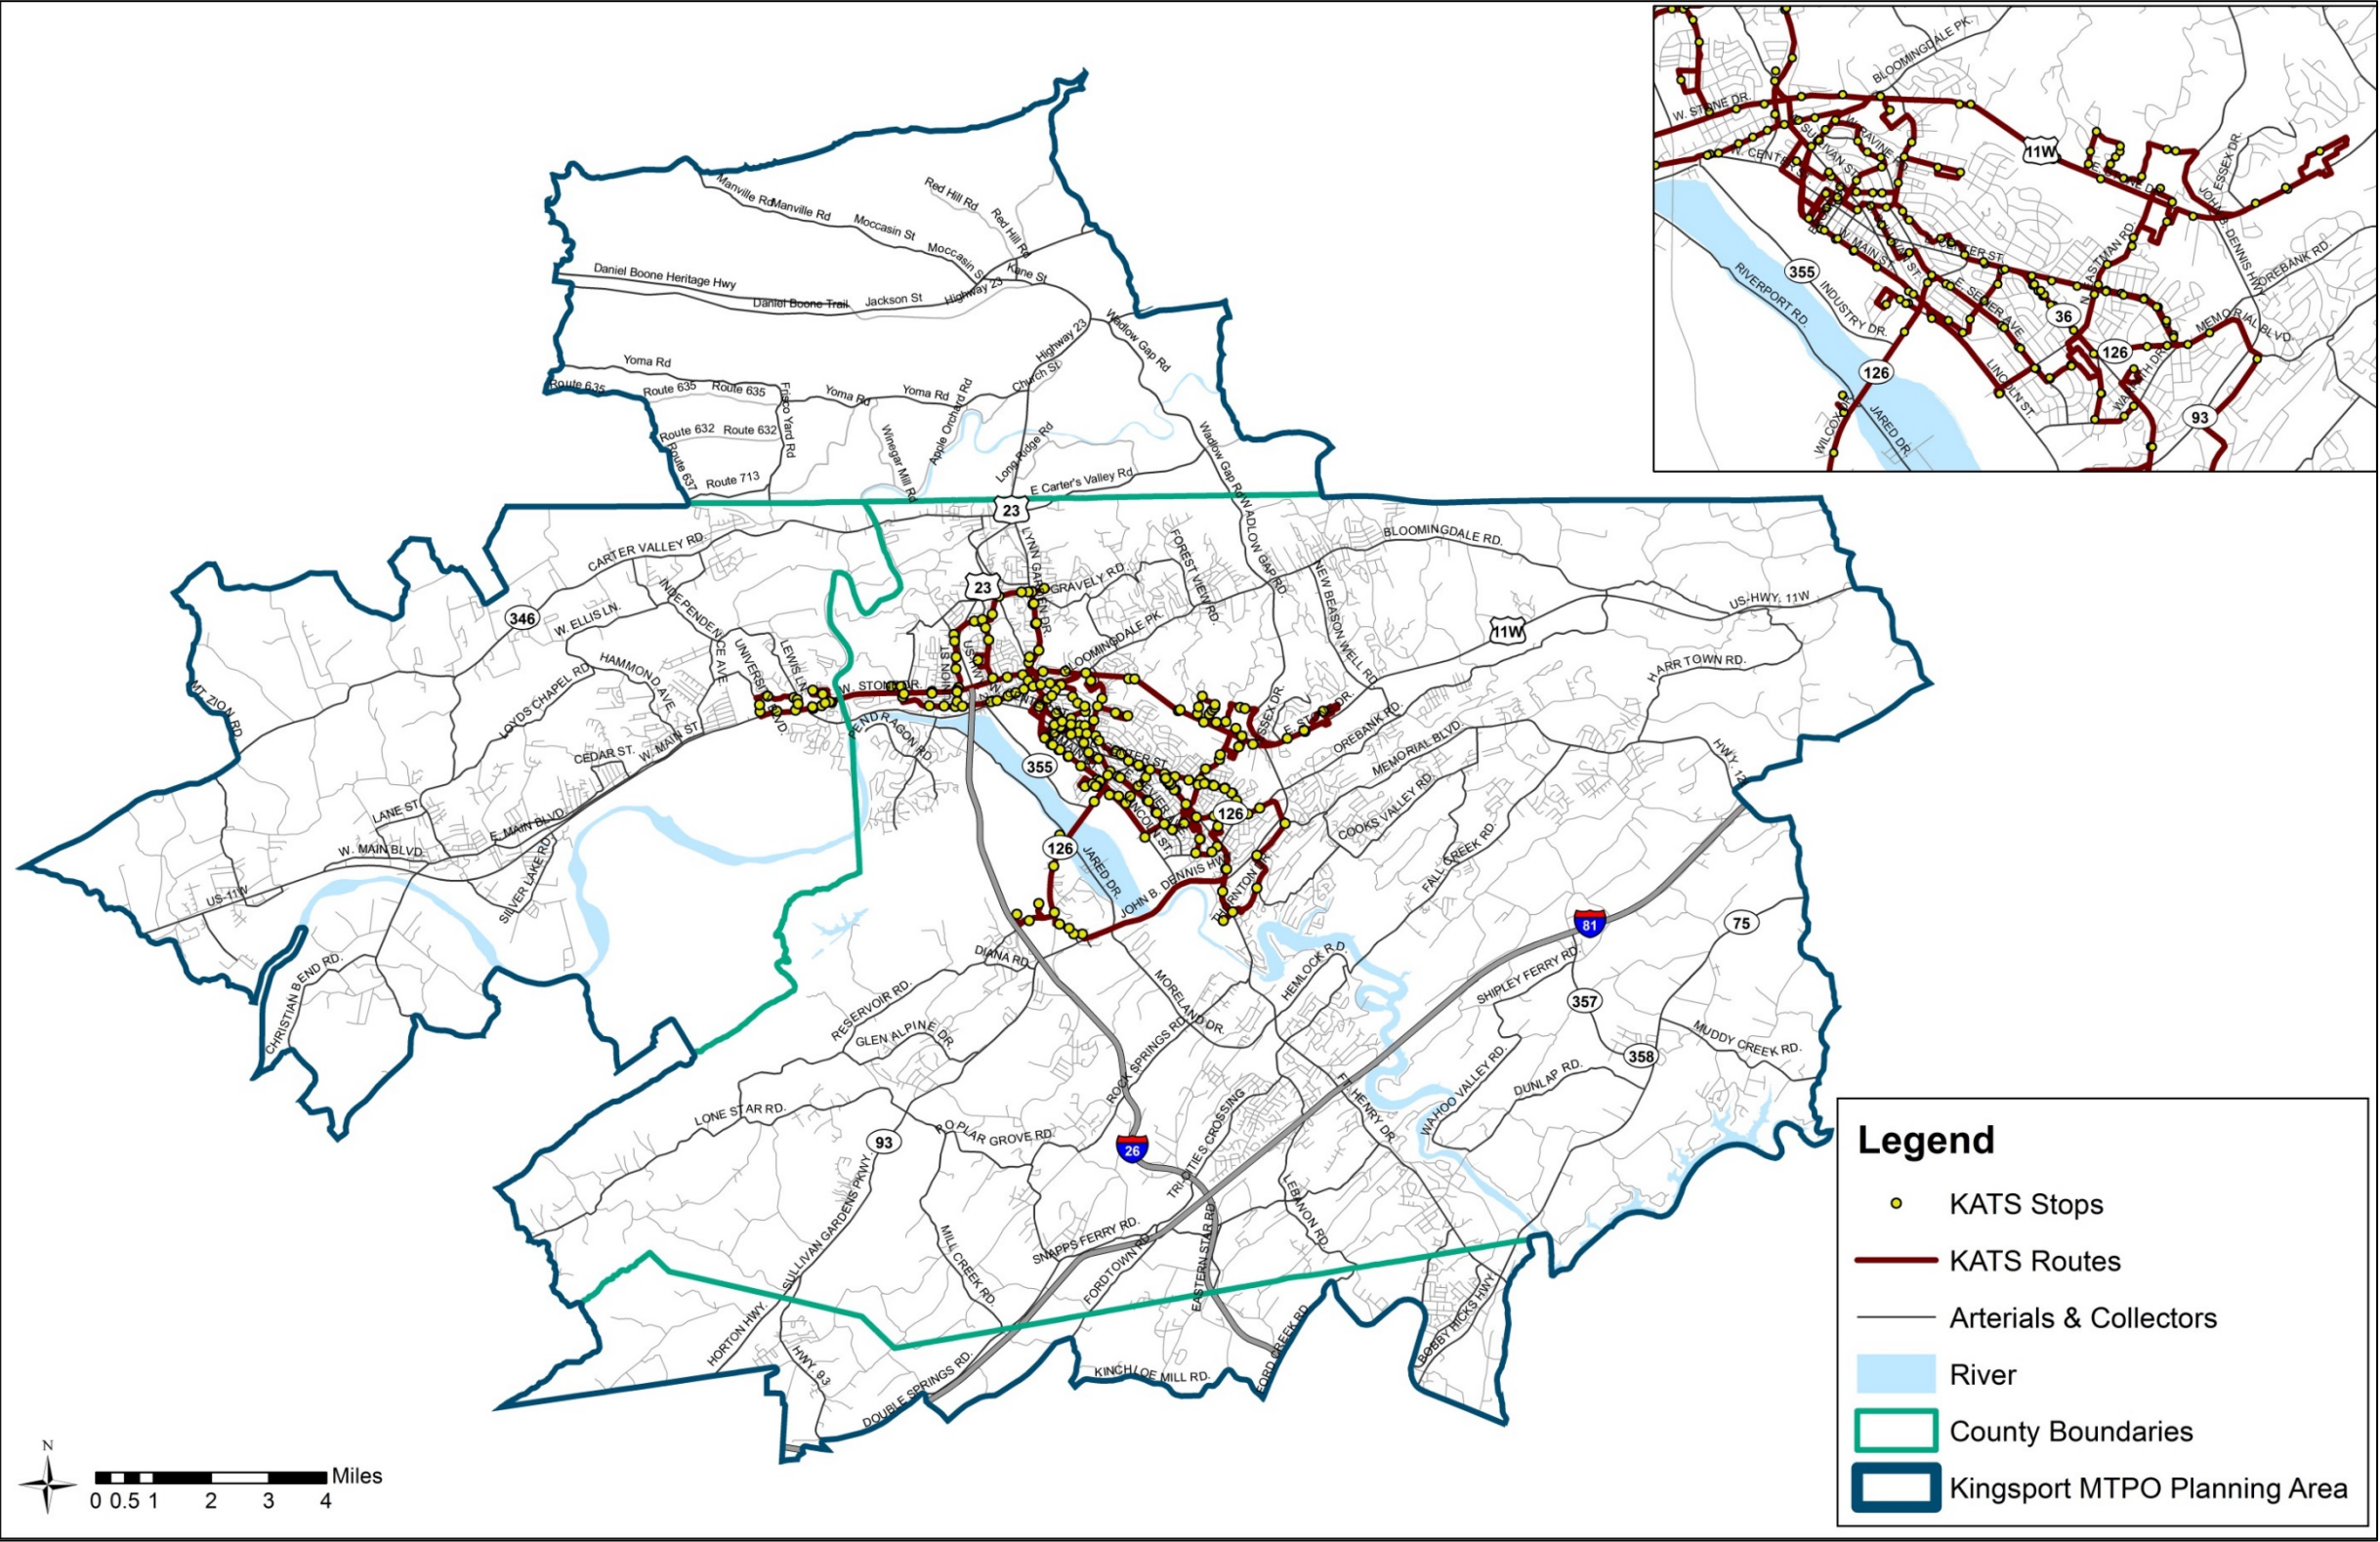 Manville Rd
Manville Rd
Moccasin St
Moccasin St
Red Hill Rd
Red Hill Rd
Kane St
Daniel Boone Heritage Hwy
Daniel Boone Trail
Jackson St
Highway 23
Wadlow Gap Rd
Highway 23
Church St
Yoma Rd
Route 635
Route 635
Route 635
Frisco Yard Rd
Yoma Rd
Yoma Rd
Apple Orchard Rd
Route 632
Route 632
Winegar Mill Rd
Long Ridge Rd
Wadlow Gap Rd
Route 637
Route 713
E Carter's Valley Rd
23
WADLOW GAP RD.
CARTER VALLEY RD.
LYNN GARDEN DR
FOREST VIEW RD.
BLOOMINGDALE RD.
INDEPENDENCE AVE.
23
GRAVELY RD.
NEW BEASON WELL RD.
US-HWY. 11W
346
W. ELLIS LN.
11W
UNIVERSITY BLVD.
LEWIS LN.
BLOOMINGDALE PK.
HAMMOND AVE.
LOYDS CHAPEL RD.
HARR TOWN RD.
MT ZION RD.
W. STONE DR.
ESSEX DR.
E. STONE DR.
PENDRAGON RD.
OREBANK RD.
W. MAIN ST.
CEDAR ST.
MEMORIAL BLVD.
355
CENTER ST.
LANE ST.
E. MAIN BLVD.
126
LINCOLN ST.
COOKS VALLEY RD.
W. MAIN BLVD.
126
JARED DR.
FALL CREEK RD.
SILVER LAKE RD.
US-11W
JOHN B. DENNIS HWY.
THORNTON DR.
81
75
DIANA RD.
HEMLOCK RD.
SHIPLEY FERRY RD.
CHRISTIAN BEND RD.
RESERVOIR RD.
MORELAND DR.
357
GLEN ALPINE DR.
ROCK SPRINGS RD.
358
MUDDY CREEK RD.
WAHOO VALLEY RD.
DUNLAP RD.
LONE STAR RD.
FT. HENRY DR.
93
POPLAR GROVE RD.
26
TRI-CITIES CROSSING
SULLIVAN GARDENS PKWY.
LEBANON RD.
MILL CREEK RD.
SNAPPS FERRY RD.
FORDTOWN RD.
EASTERN STAR RD.
HORTON HWY.
HWY. 93
DOUBLE SPRINGS RD.
KINCHLOE MILL RD.
FORD CREEK RD.
BOBBY HICKS HWY.
BLOOMINGDALE PK.
W. STONE DR.
11W
W. RAVINE RD.
SULLIVAN ST.
W. CENTER ST.
ESSEX DR.
JOHN B. DENNIS HWY.
W. MAIN ST.
E. CENTER ST.
N. EASTMAN RD.
OREBANK RD.
355
RIVERPORT RD.
INDUSTRY DR.
E. SEVIER AVE.
36
MEMORIAL BLVD.
126
126
LINCOLN ST.
93
WILCOX DR.
JARED DR.
Legend
KATS Stops
KATS Routes
Arterials & Collectors
River
County Boundaries
Kingsport MTPO Planning Area
N
Miles
0 0.5 1 2 3 4